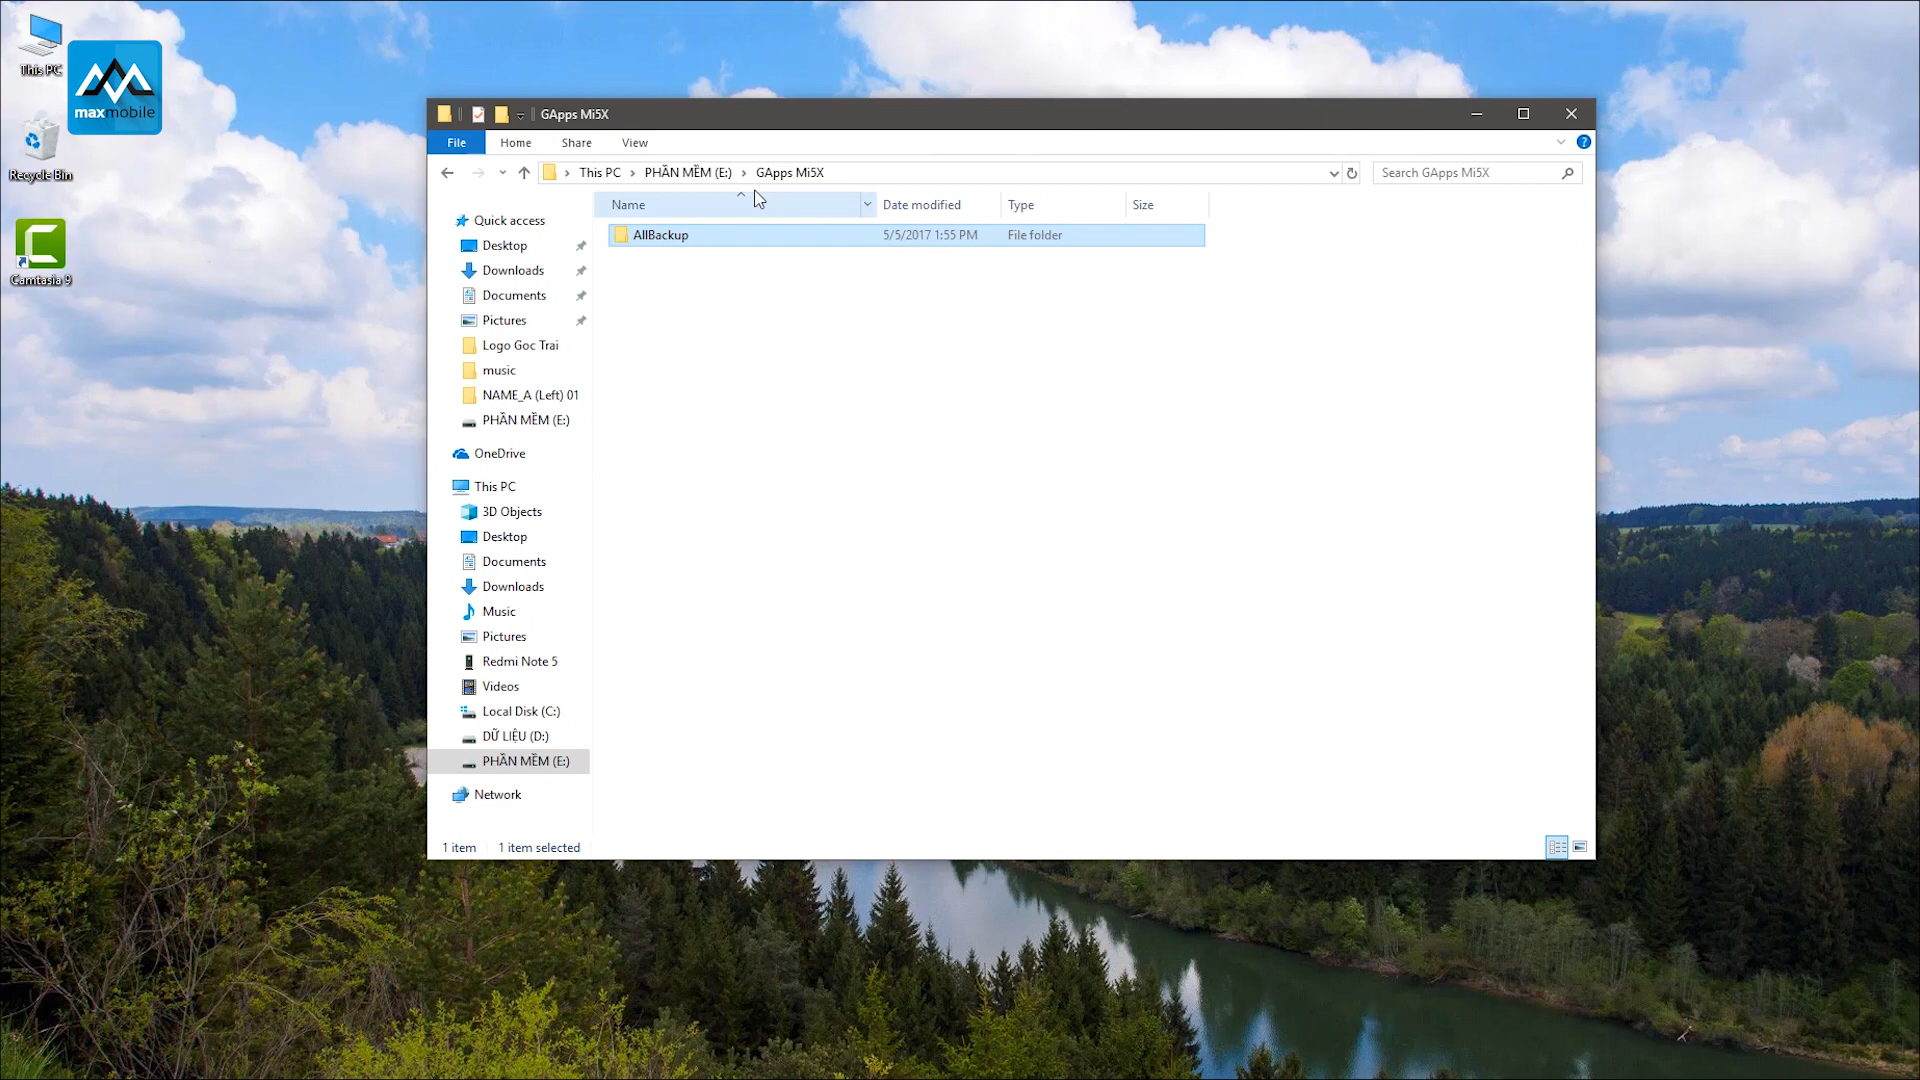 This PC
maxmobile
Recycle Bin
Camtasia 9
GApps Mi5X
File Home Share View
This PC PHẦN MỀM (E:) GApps Mi5X
Search GApps Mi5X
Name Date modified Type Size
AllBackup 5/5/2017 1:55 PM File folder
Quick access
Desktop
Downloads
Documents
Pictures
Logo Goc Trai
music
NAME_A (Left) 01
PHẦN MỀM (E:)
OneDrive
This PC
3D Objects
Desktop
Documents
Downloads
Music
Pictures
Redmi Note 5
Videos
Local Disk (C:)
DỮ LIỆU (D:)
PHẦN MỀM (E:)
Network
1 item 1 item selected